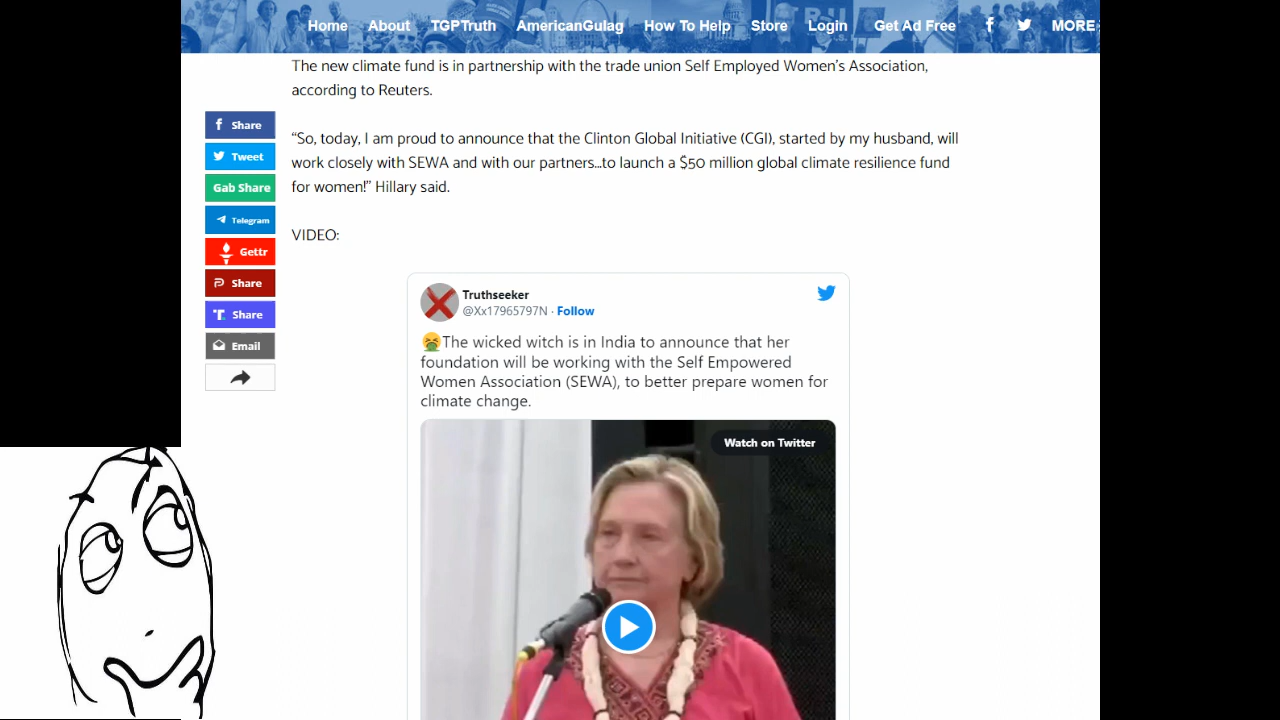 Home About TGPTruth AmericanGulag How To Help Store Login Get Ad Free MORE
The new climate fund is in partnership with the trade union Self Employed Women's Association,
according to Reuters.
“So, today, I am proud to announce that the Clinton Global Initiative (CGI), started by my husband, will
work closely with SEWA and with our partners…to launch a $50 million global climate resilience fund
for women!” Hillary said.
VIDEO:
Share
Tweet
Gab Share
Telegram
Gettr
Share
Share
Email
Truthseeker
@Xx17965797N · Follow
The wicked witch is in India to announce that her
foundation will be working with the Self Empowered
Women Association (SEWA), to better prepare women for
climate change.
Watch on Twitter